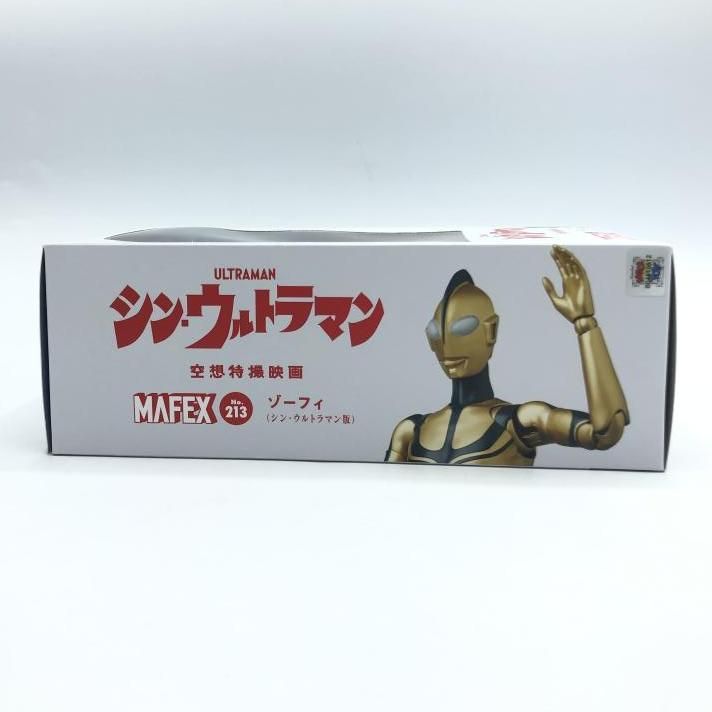 ULTRAMAN
シン・ウルトラマン
空想特撮映画
MAFEX No. 213
ゾーフィ
(シン・ウルトラマン版)